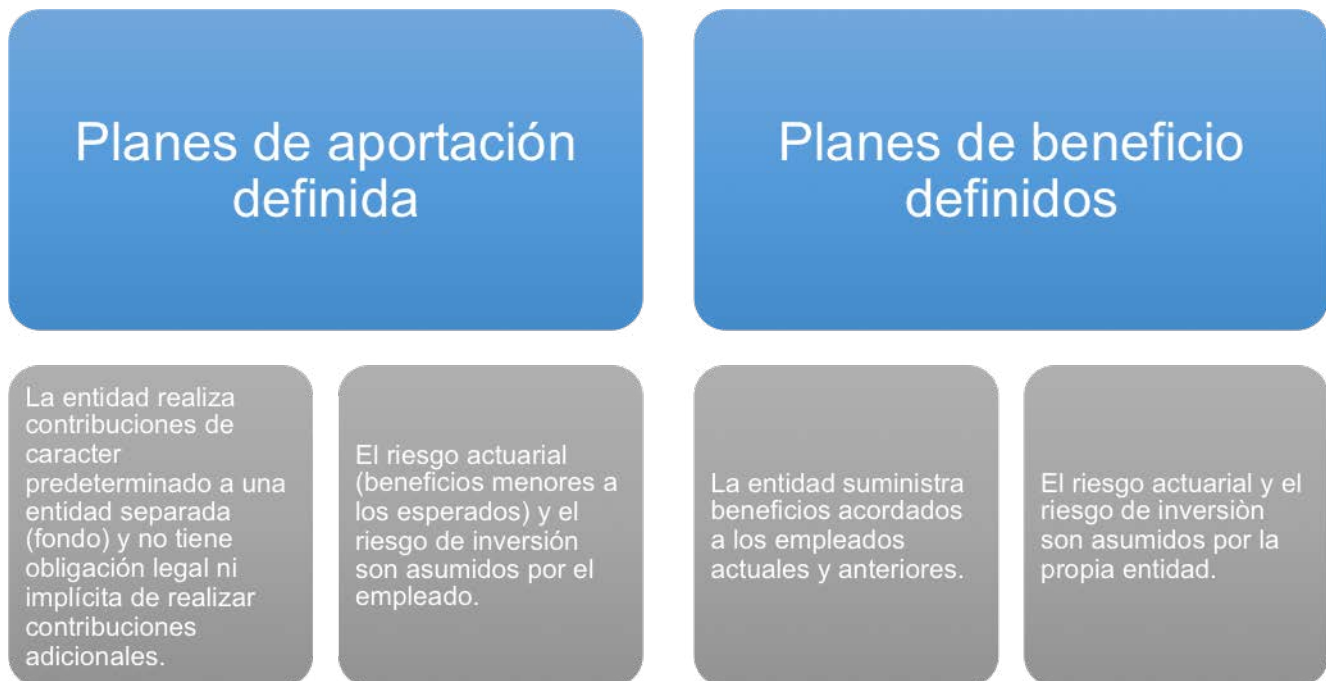 Planes de aportación
definida
Planes de beneficio
definidos
La entidad realiza
contribuciones de
caracter
predeterminado a una
entidad separada
(fondo) y no tiene
obligación legal ni
implícita de realizar
contribuciones
adicionales.
El riesgo actuarial
(beneficios menores a
los esperados) y el
riesgo de inversión
son asumidos por el
empleado.
La entidad suministra
beneficios acordados
a los empleados
actuales y anteriores.
El riesgo actuarial y el
riesgo de inversiòn
son asumidos por la
propia entidad.